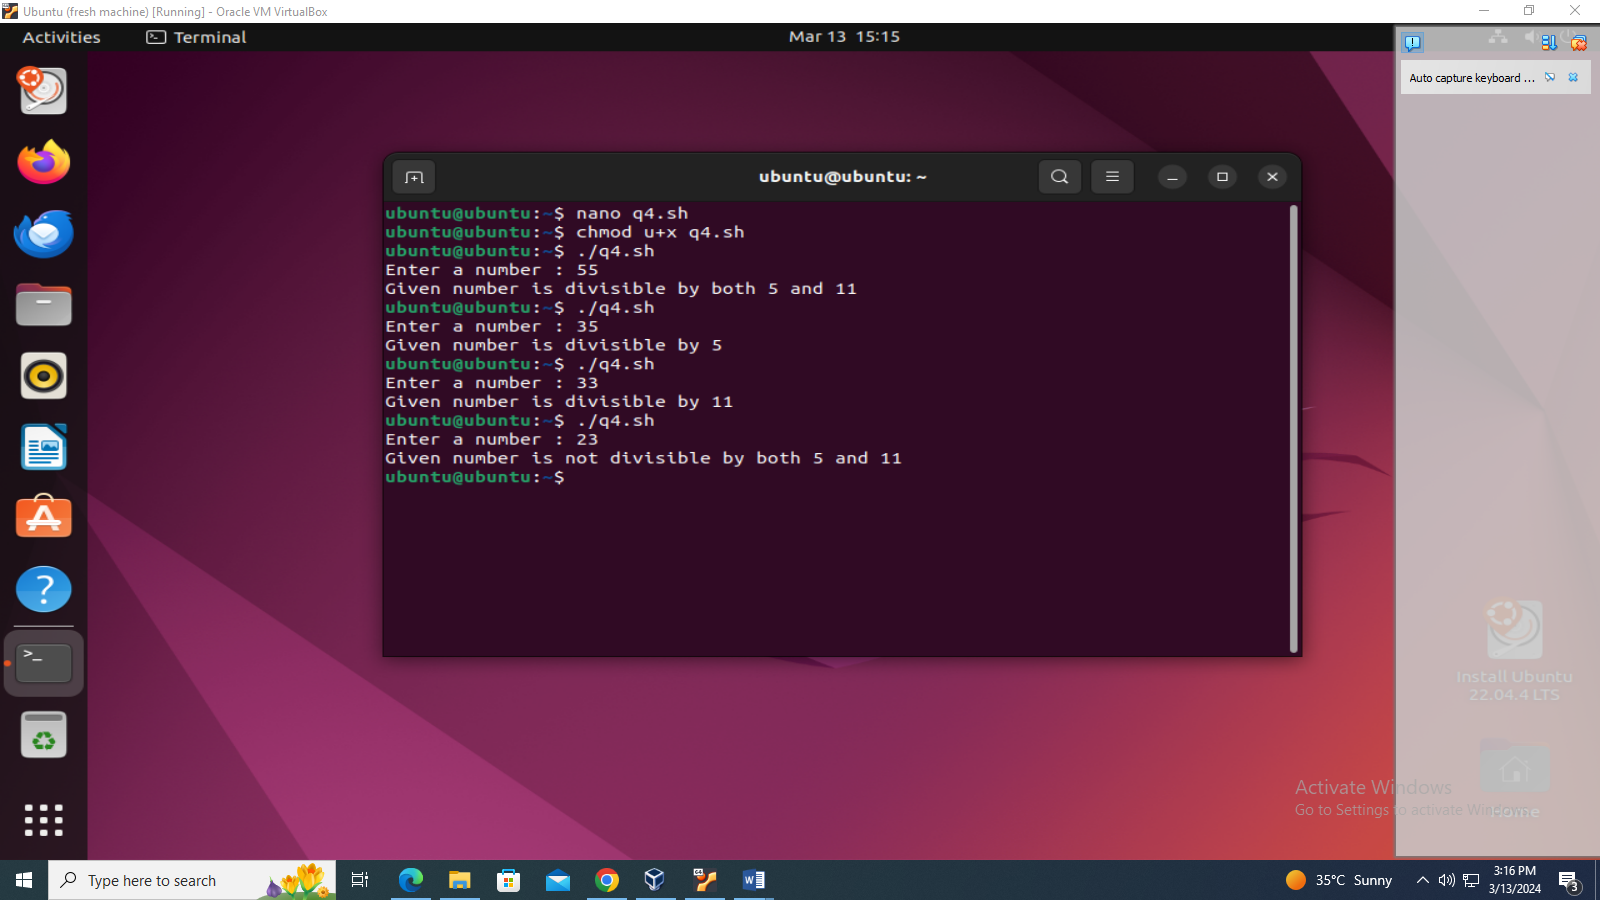 Ubuntu (fresh machine) [Running] - Oracle VM VirtualBox
Activities Terminal Mar 13 15:15
Auto capture keyboard ...
ubuntu@ubuntu: ~
ubuntu@ubuntu:~$ nano q4.sh
ubuntu@ubuntu:~$ chmod u+x q4.sh
ubuntu@ubuntu:~$ ./q4.sh
Enter a number : 55
Given number is divisible by both 5 and 11
ubuntu@ubuntu:~$ ./q4.sh
Enter a number : 35
Given number is divisible by 5
ubuntu@ubuntu:~$ ./q4.sh
Enter a number : 33
Given number is divisible by 11
ubuntu@ubuntu:~$ ./q4.sh
Enter a number : 23
Given number is not divisible by both 5 and 11
ubuntu@ubuntu:~$
Install Ubuntu
22.04.4 LTS
Activate Windows
Go to Settings to activate Windows.
Home
Type here to search
35°C Sunny
3:16 PM
3/13/2024
3